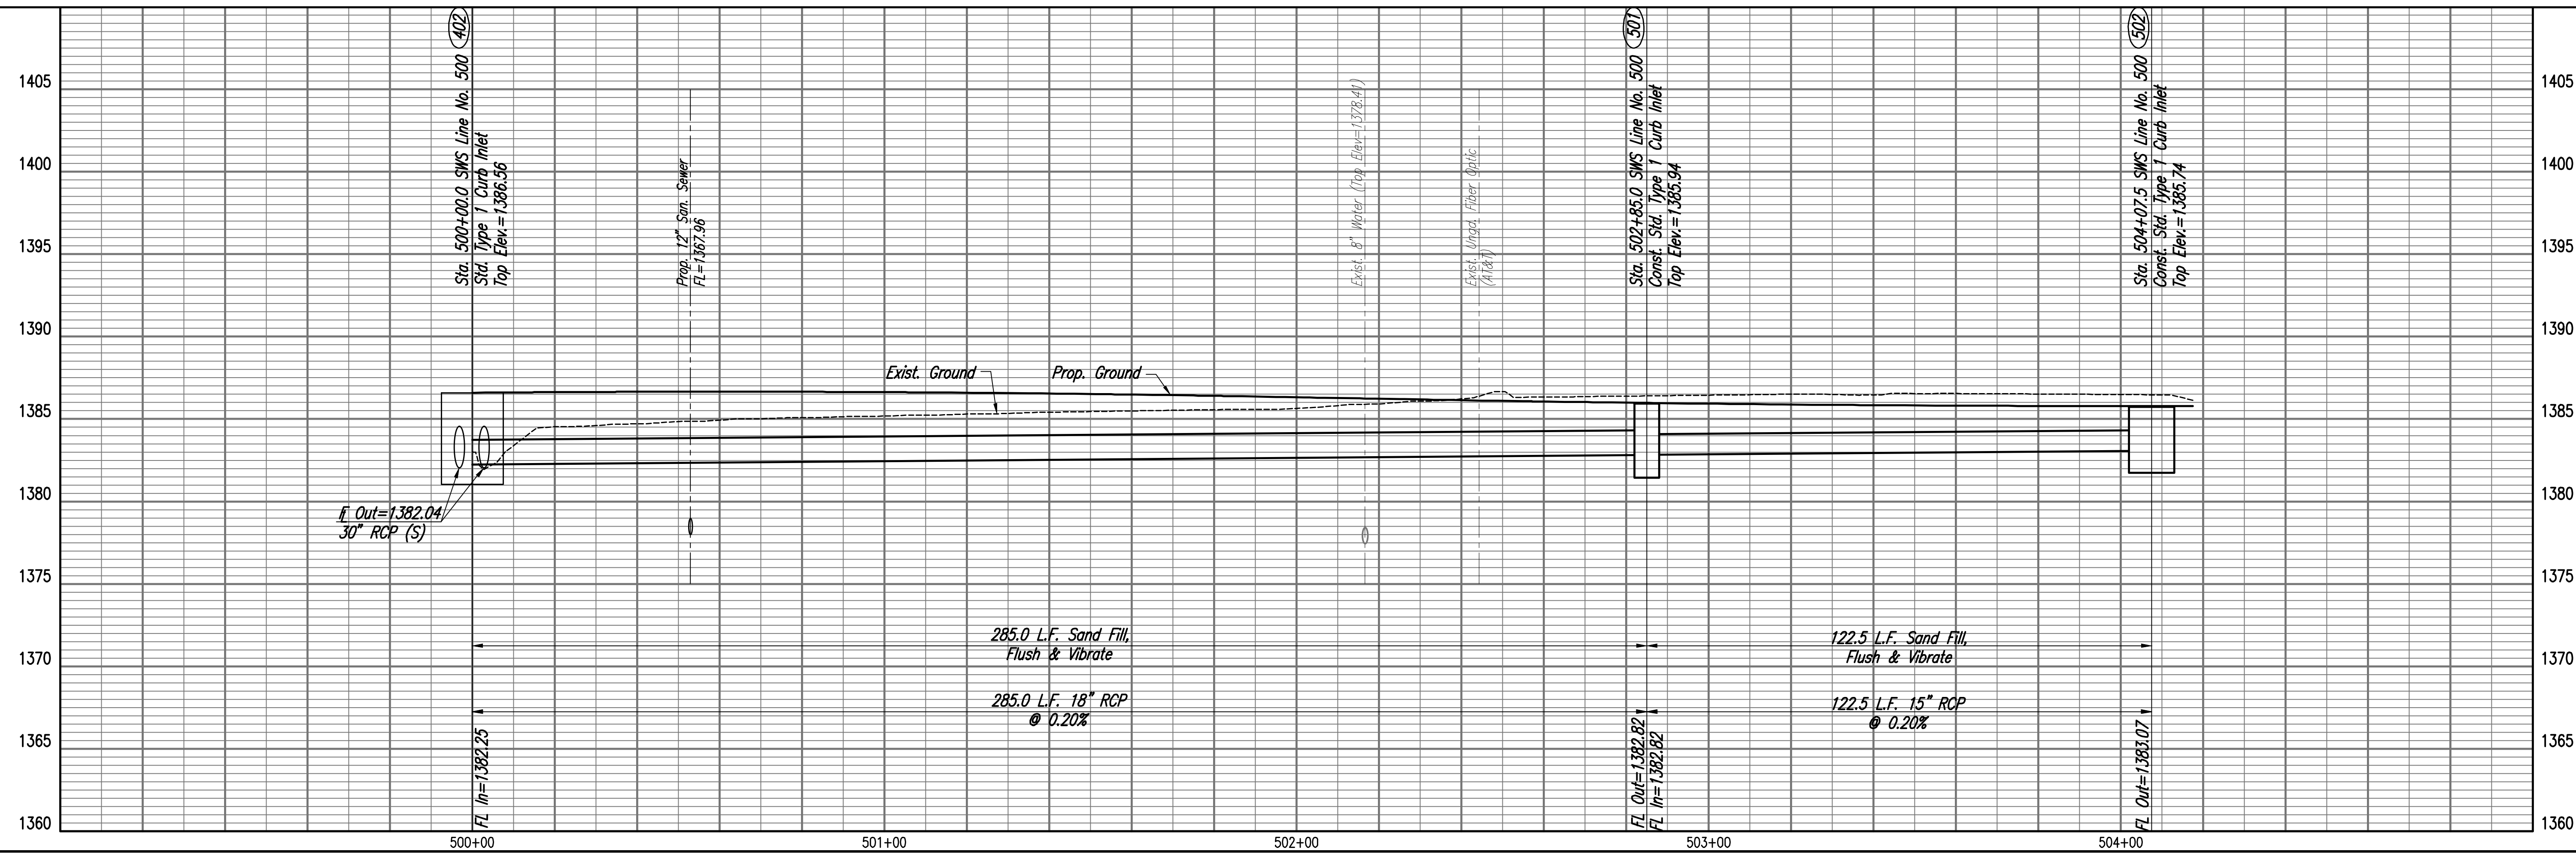 402
Sta. 500+00.0 SWS Line No. 500
Std. Type 1 Curb Inlet
Top Elev.=1386.56
Prop. 12" San. Sewer
FL=1367.96
Exist. 8" Water (Top Elev=1378.41)
Exist. Ungd. Fiber Optic
(AT&T)
501
Sta. 502+85.0 SWS Line No. 500
Const. Std. Type 1 Curb Inlet
Top Elev.=1385.94
502
Sta. 504+07.5 SWS Line No. 500
Const. Std. Type 1 Curb Inlet
Top Elev.=1385.74
1405 1405
1400 1400
1395 1395
1390 1390
Exist. Ground
Prop. Ground
1385 1385
1380 1380
FL Out=1382.04
30" RCP (S)
1375 1375
285.0 L.F. Sand Fill,
Flush & Vibrate
122.5 L.F. Sand Fill,
Flush & Vibrate
1370 1370
285.0 L.F. 18" RCP
@ 0.20%
122.5 L.F. 15" RCP
@ 0.20%
1365 1365
FL In=1382.25
FL Out=1382.82
FL In=1382.82
FL Out=1383.07
1360 1360
500+00 501+00 502+00 503+00 504+00